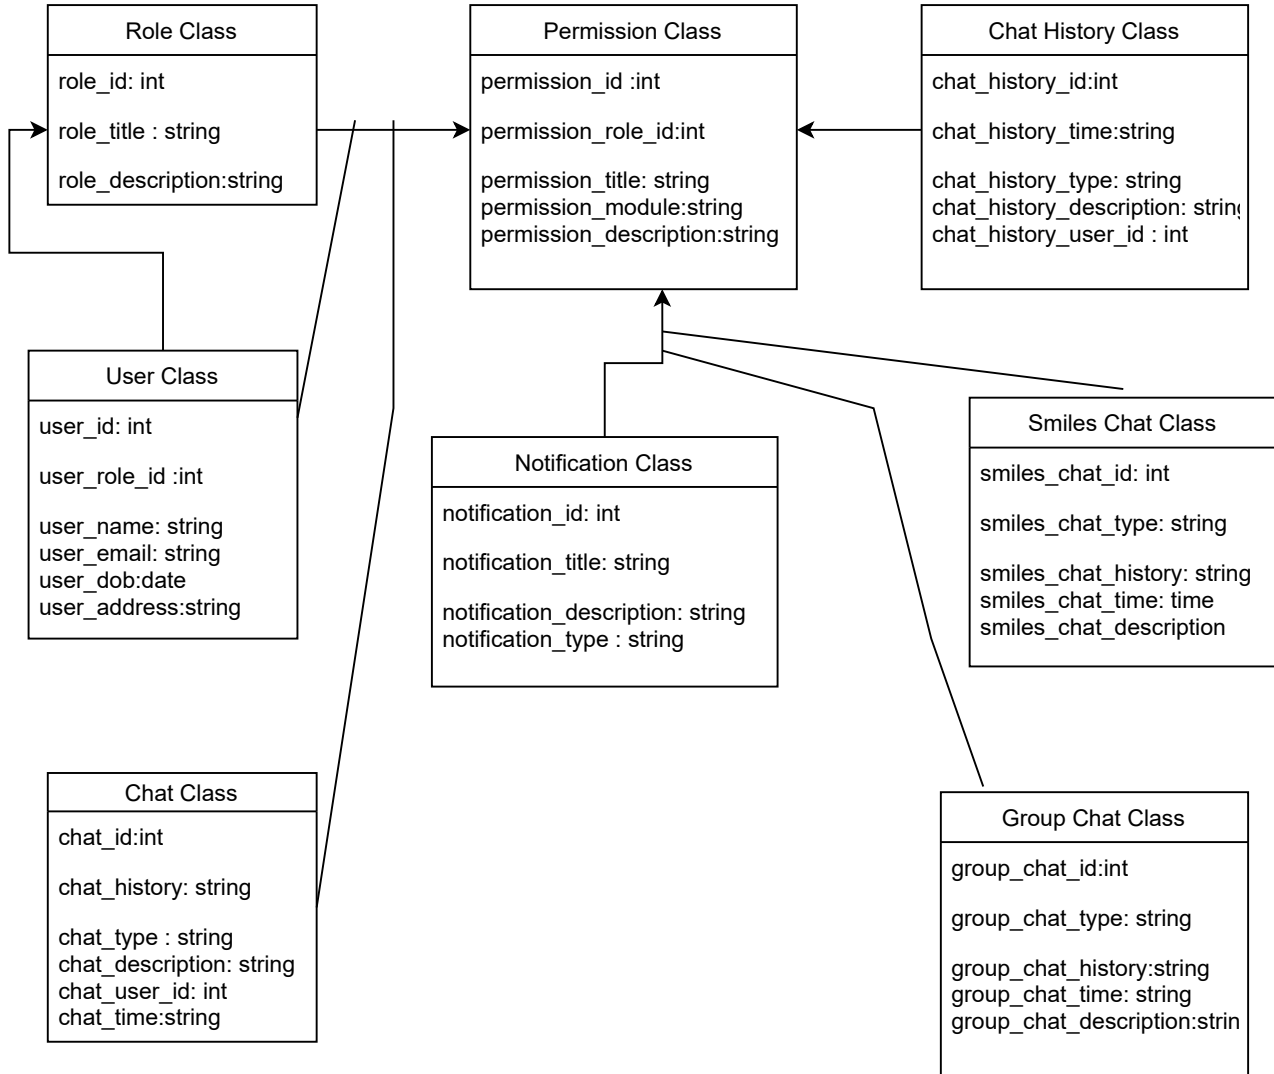 Role Class
role_id: int
role_title : string
role_description:string
Permission Class
permission_id :int
permission_role_id:int
permission_title: string
permission_module:string
permission_description:string
Chat History Class
chat_history_id:int
chat_history_time:string
chat_history_type: string
chat_history_description: string
chat_history_user_id : int
User Class
user_id: int
user_role_id :int
user_name: string
user_email: string
user_dob:date
user_address:string
Notification Class
notification_id: int
notification_title: string
notification_description: string
notification_type : string
Smiles Chat Class
smiles_chat_id: int
smiles_chat_type: string
smiles_chat_history: string
smiles_chat_time: time
smiles_chat_description
Chat Class
chat_id:int
chat_history: string
chat_type : string
chat_description: string
chat_user_id: int
chat_time:string
Group Chat Class
group_chat_id:int
group_chat_type: string
group_chat_history:string
group_chat_time: string
group_chat_description:strin